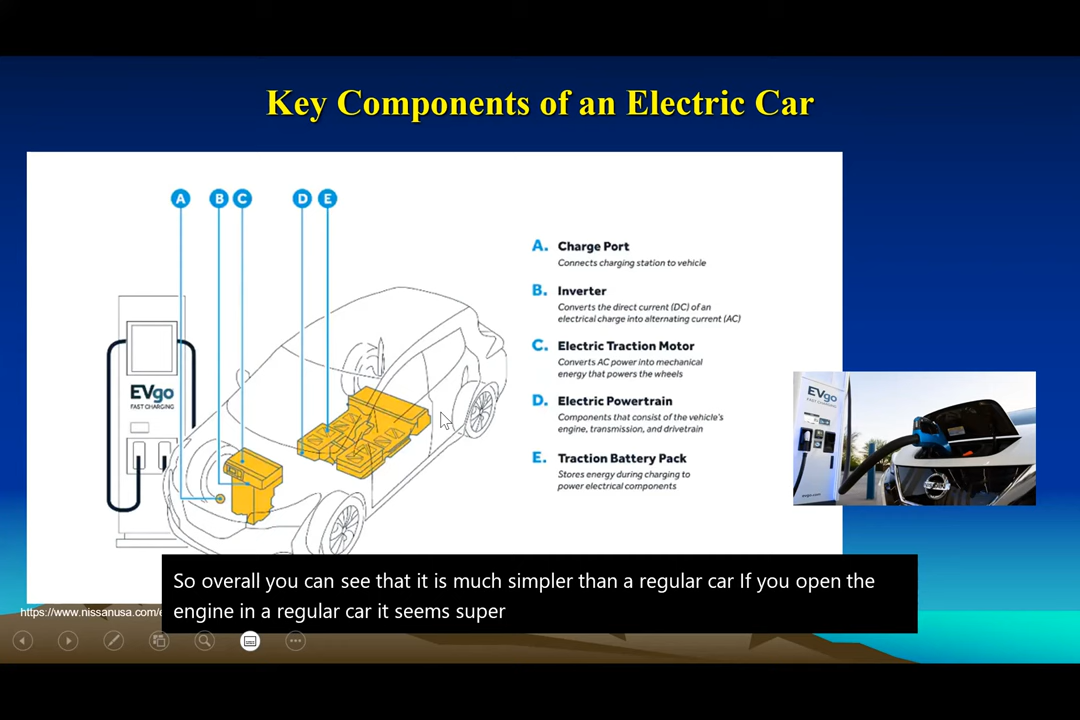 Key Components of an Electric Car
A B C D E
A. Charge Port
Connects charging station to vehicle
B. Inverter
Converts the direct current (DC) of an
electrical charge into alternating current (AC)
C. Electric Traction Motor
Converts AC power into mechanical
energy that powers the wheels
D. Electric Powertrain
Components that consist of the vehicle's
engine, transmission, and drivetrain
E. Traction Battery Pack
Stores energy during charging to
power electrical components
EVgo
FAST CHARGING
EVgo
FAST CHARGING
evgo.com
NISSAN
https://www.nissanusa.com/e
So overall you can see that it is much simpler than a regular car If you open the
engine in a regular car it seems super